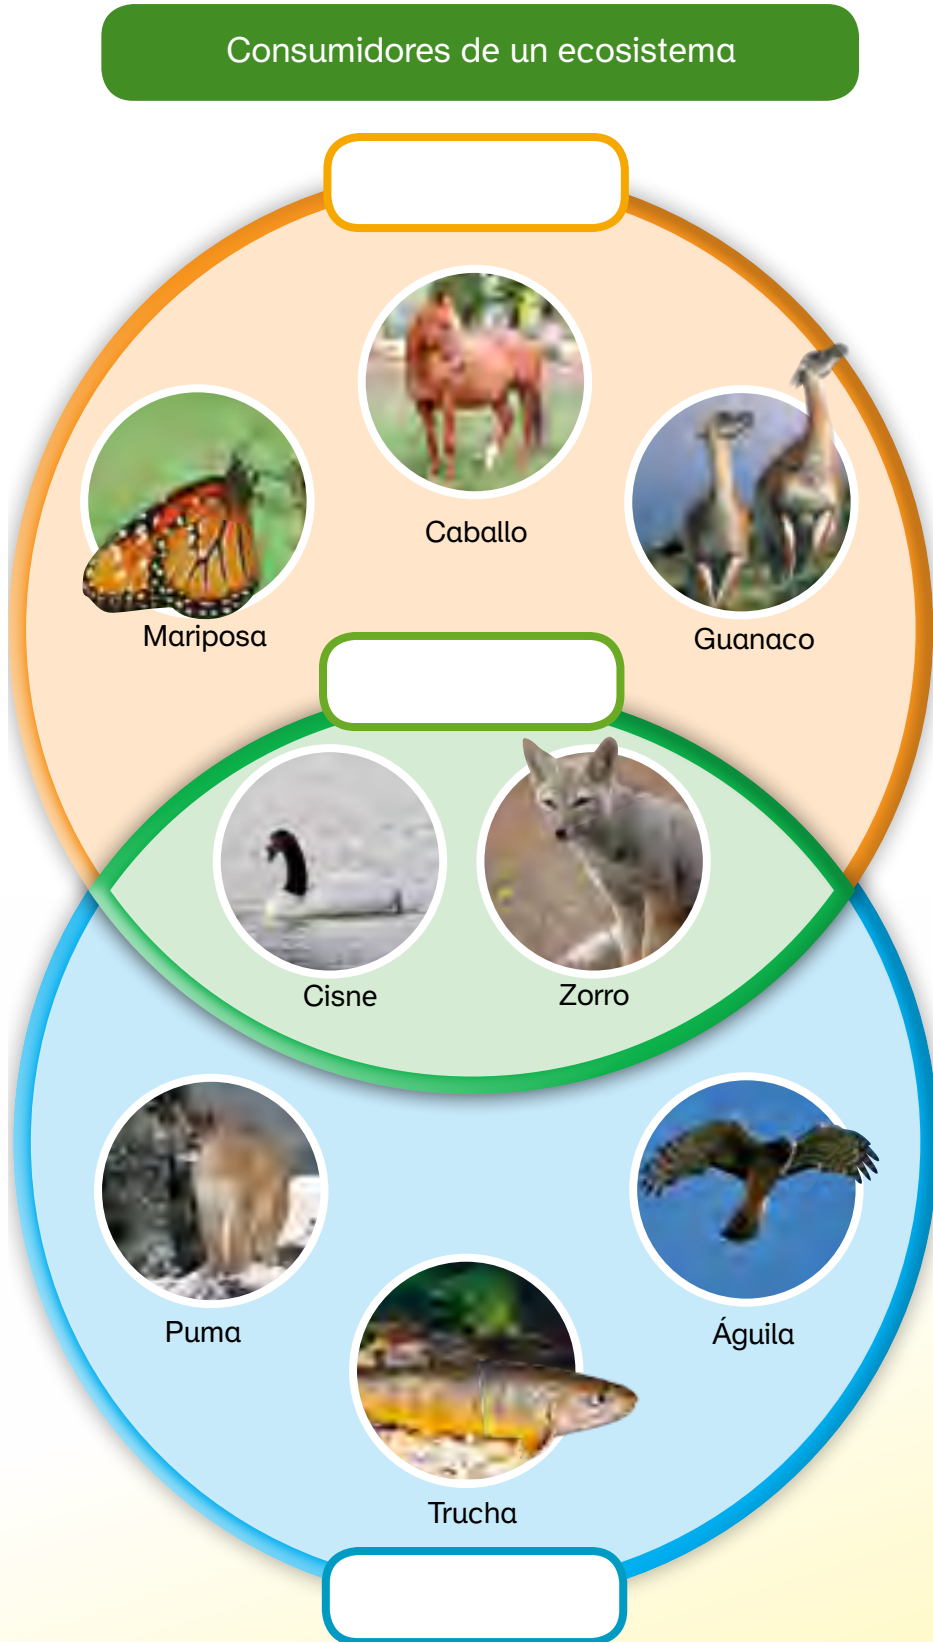 Consumidores de un ecosistema
Caballo
Mariposa
Guanaco
Cisne
Zorro
Puma
Águila
Trucha